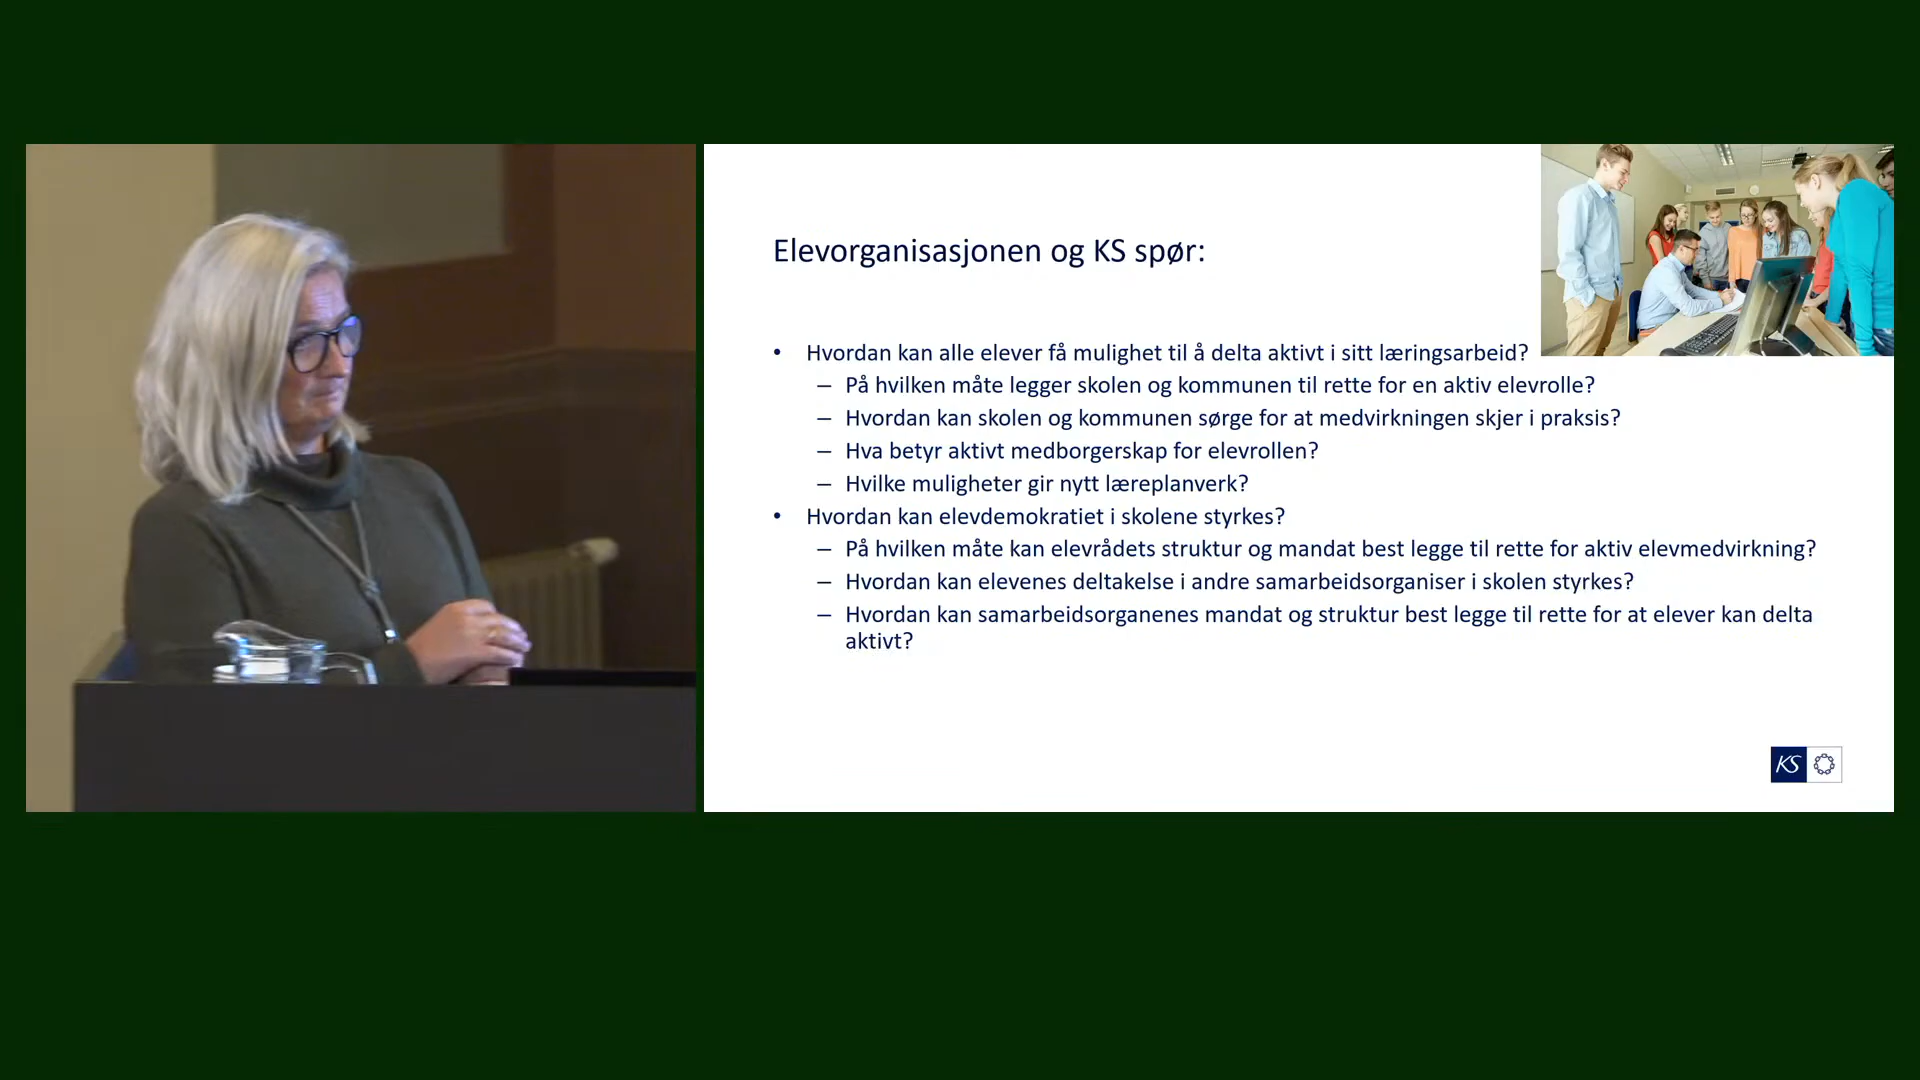 Elevorganisasjonen og KS spør:
• Hvordan kan alle elever få mulighet til å delta aktivt i sitt læringsarbeid?
– På hvilken måte legger skolen og kommunen til rette for en aktiv elevrolle?
– Hvordan kan skolen og kommunen sørge for at medvirkningen skjer i praksis?
– Hva betyr aktivt medborgerskap for elevrollen?
– Hvilke muligheter gir nytt læreplanverk?
• Hvordan kan elevdemokratiet i skolene styrkes?
– På hvilken måte kan elevrådets struktur og mandat best legge til rette for aktiv elevmedvirkning?
– Hvordan kan elevenes deltakelse i andre samarbeidsorganiser i skolen styrkes?
– Hvordan kan samarbeidsorganenes mandat og struktur best legge til rette for at elever kan delta
aktivt?
KS